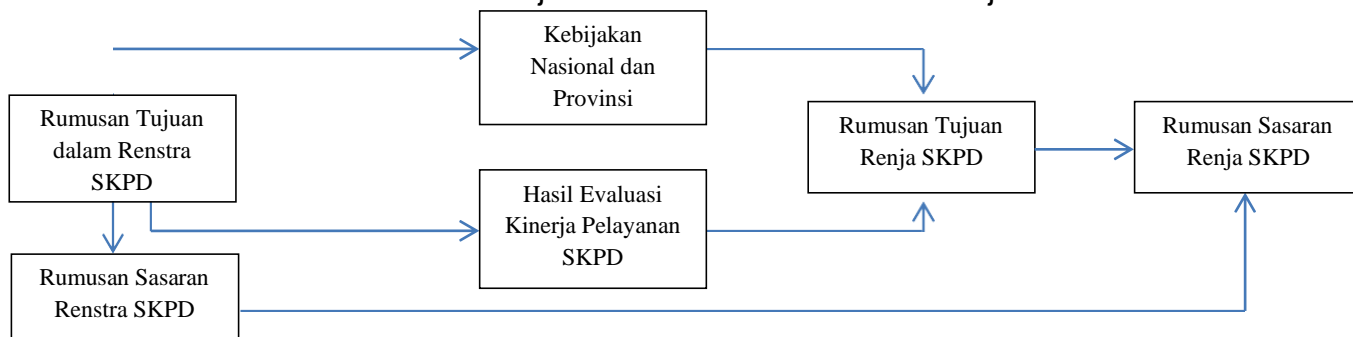 Kebijakan
Nasional dan
Provinsi
Rumusan Tujuan
dalam Renstra
SKPD
Rumusan Tujuan
Renja SKPD
Rumusan Sasaran
Renja SKPD
Hasil Evaluasi
Kinerja Pelayanan
SKPD
Rumusan Sasaran
Renstra SKPD